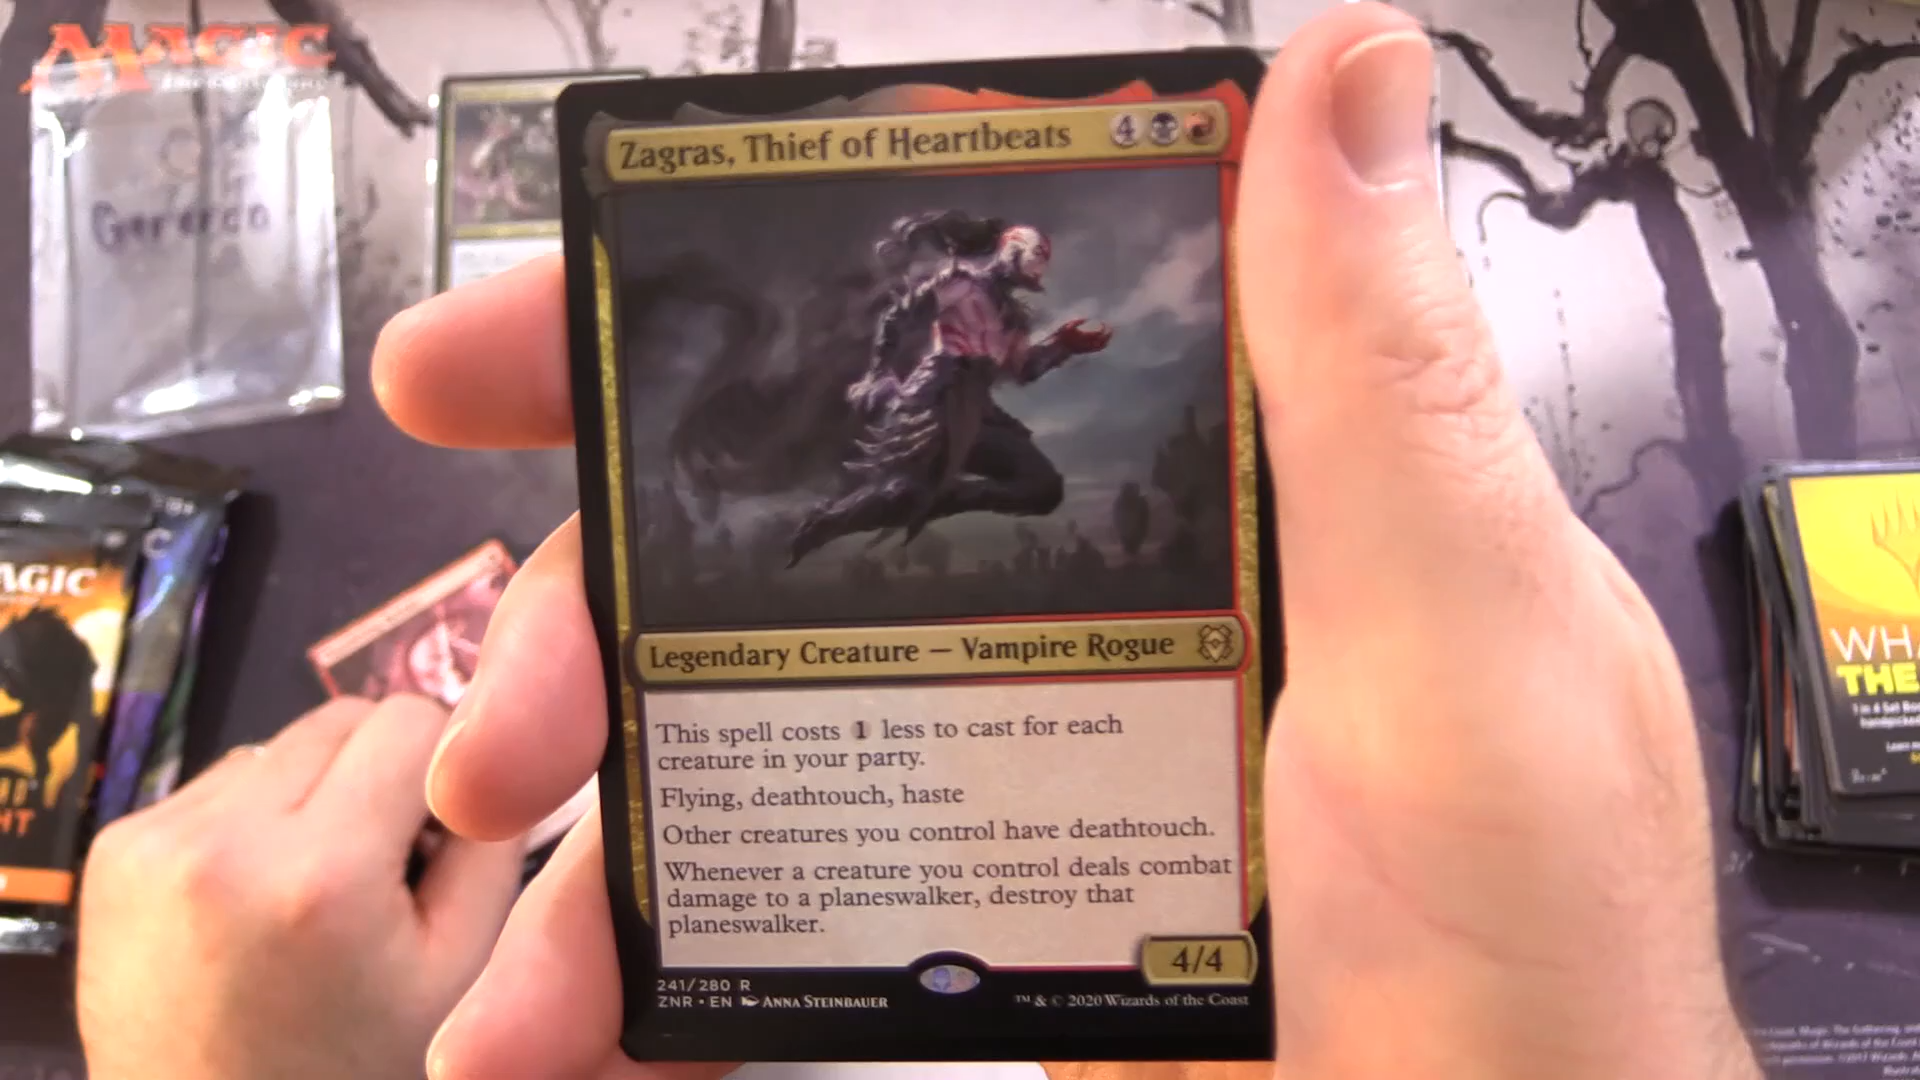 MAGIC
Zagras, Thief of Heartbeats 4
Legendary Creature — Vampire Rogue
This spell costs 1 less to cast for each
creature in your party.
Flying, deathtouch, haste
Other creatures you control have deathtouch.
Whenever a creature you control deals combat
damage to a planeswalker, destroy that
planeswalker.
4/4
241/280 R
ZNR • EN ANNA STEINBAUER
™ & © 2020 Wizards of the Coast
AGIC
HT
WHA
THE